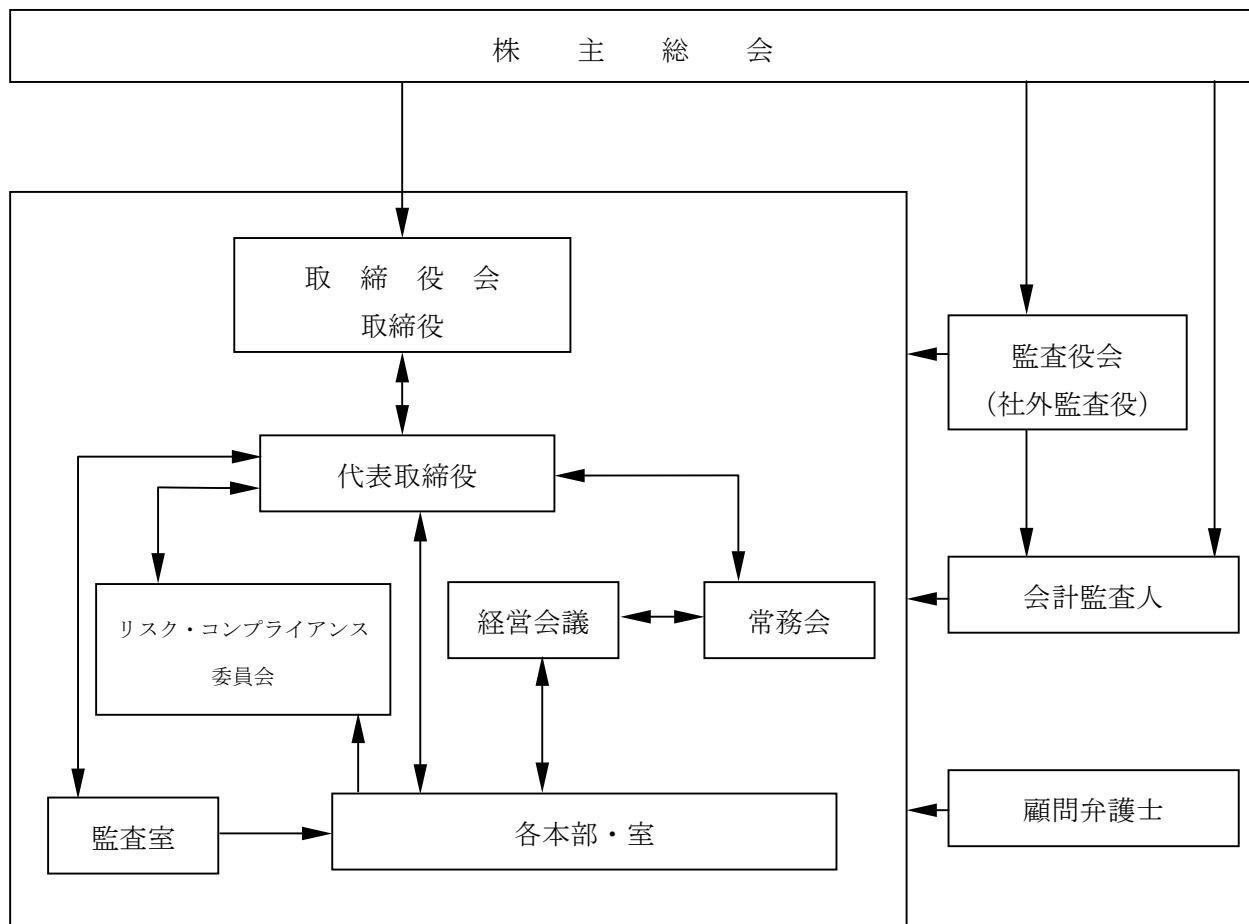 株　主　総　会
取　締　役　会
取締役
監査役会
（社外監査役）
代表取締役
リスク・コンプライアンス
委員会
経営会議
常務会
会計監査人
監査室
各本部・室
顧問弁護士